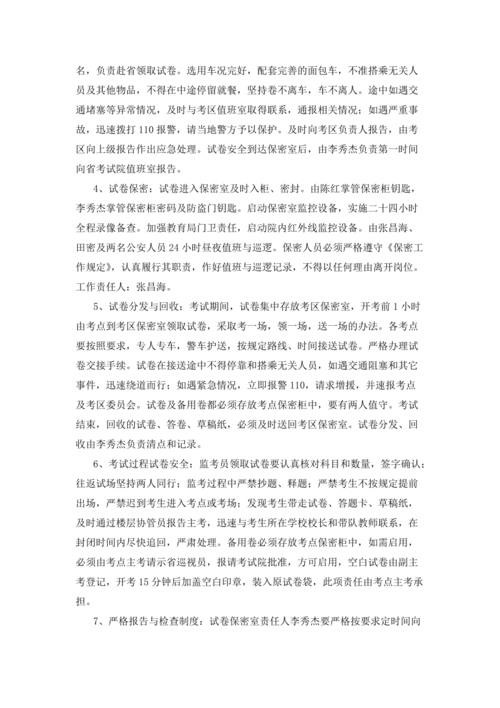 名，负责赴省领取试卷。选用车况完好，配套完善的面包车，不准搭乘无关人
员及其他物品，不得在中途停留就餐，坚持卷不离车，车不离人。途中如遇交
通堵塞等异常情况，及时与考区值班室取得联系，通报相关情况；如遇严重事
故，迅速拨打 110 报警，请当地警方予以保护。及时向考区负责人报告，由考
区向上级报告作出应急处理。试卷安全到达保密室后，由李秀杰负责第一时间
向省考试院值班室报告。
4、试卷保密：试卷进入保密室及时入柜、密封。由陈红掌管保密柜钥匙，
李秀杰掌管保密柜密码及防盗门钥匙。启动保密室监控设备，实施二十四小时
全程录像备查。加强教育局门卫责任，启动院内红外线监控设备。由张昌海、
田密及两名公安人员 24 小时昼夜值班与巡逻。保密人员必须严格遵守《保密工
作规定》，认真履行其职责，作好值班与巡逻记录，不得以任何理由离开岗位。
工作责任人：张昌海。
5、试卷分发与回收：考试期间，试卷集中存放考区保密室，开考前 1 小时
由考点到考区保密室领取试卷，采取考一场，领一场，送一场的办法。各考点
要按照要求，专人专车，警车护送，按规定路线、时间接送试卷。严格办理试
卷交接手续。试卷在接送途中不得停靠和搭乘无关人员，如遇交通阻塞和其它
事件，迅速绕道而行；如遇紧急情况，立即报警 110，请求增援，并速报考点
及考区委员会。试卷及备用卷都必须存放考点保密柜中，要有两人值守。考试
结束，回收的试卷、答卷、草稿纸，必须及时送回考区保密室。试卷分发、回
收由李秀杰负责清点和记录。
6、考试过程试卷安全：监考员领取试卷要认真核对科目和数量，签字确认；
往返试场坚持两人同行；监考过程中严禁抄题、释题；严禁考生不按规定提前
出场，严禁迟到考生进入考点或考场；发现考生带走试卷、答题卡、草稿纸，
及时通过楼层协管员报告主考，迅速与考生所在学校校长和带队教师联系，在
封闭时间内尽快追回，严肃处理。备用卷必须存放考点保密柜中，如需启用，
必须由考点主考请示省巡视员，报请考试院批准，方可启用，空白试卷由副主
考登记，开考 15 分钟后加盖空白印章，装入原试卷袋，此项责任由考点主考承
担。
7、严格报告与检查制度：试卷保密室责任人李秀杰要严格按要求定时间向